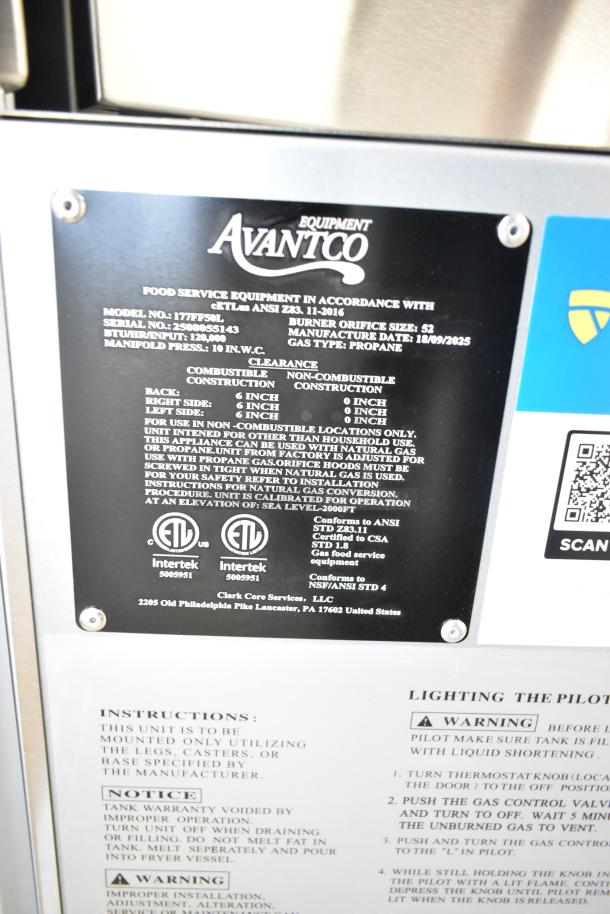 EQUIPMENT
AVANTCO
FOOD SERVICE EQUIPMENT IN ACCORDANCE WITH
cETLus ANSI Z83. 11-2016
MODEL NO.: 177FF50L
BURNER ORIFICE SIZE: 52
SERIAL NO.: 2508055143
MANUFACTURE DATE: 18/09/2025
BTU/HR/INPUT: 120,000
GAS TYPE: PROPANE
MANIFOLD PRESS.: 10 IN.W.C.
CLEARANCE
COMBUSTIBLE NON-COMBUSTIBLE
CONSTRUCTION CONSTRUCTION
BACK: 6 INCH 0 INCH
RIGHT SIDE: 6 INCH 0 INCH
LEFT SIDE: 6 INCH 0 INCH
FOR USE IN NON -COMBUSTIBLE LOCATIONS ONLY.
UNIT INTENED FOR OTHER THAN HOUSEHOLD USE.
THIS APPLIANCE CAN BE USED WITH NATURAL GAS
OR PROPANE.UNIT FROM FACTORY IS ADJUSTED FOR
USE WITH PROPANE GAS.ORIFICE HOODS MUST BE
SCREWED IN TIGHT WHEN NATURAL GAS IS USED.
FOR YOUR SAFETY REFER TO INSTALLATION
INSTRUCTIONS FOR NATURAL GAS CONVERSION.
PROCEDURE. UNIT IS CALIBRATED FOR OPERATION
AT AN ELEVATION OF: SEA LEVEL-2000FT
C ETL US
Intertek
5005951
ETL
Intertek
5005951
Conforms to ANSI
STD Z83.11
Certified to CSA
STD 1.8
Gas food service
equipment
Conforms to
NSF/ANSI STD 4
Clark Core Services, LLC
2205 Old Philadelphia Pike Lancaster, PA 17602 United States
SCAN
INSTRUCTIONS:
THIS UNIT IS TO BE
MOUNTED ONLY UTILIZING
THE LEGS, CASTERS, OR
BASE SPECIFIED BY
THE MANUFACTURER.
NOTICE
TANK WARRANTY VOIDED BY
IMPROPER OPERATION.
TURN UNIT OFF WHEN DRAINING
OR FILLING. DO NOT MELT FAT IN
TANK. MELT SEPERATELY AND POUR
INTO FRYER VESSEL.
WARNING
IMPROPER INSTALLATION,
ADJUSTMENT, ALTERATION,
SERVICE OR MAINTENANCE CAN
LIGHTING THE PILOT
WARNING BEFORE
PILOT MAKE SURE TANK IS FIL
WITH LIQUID SHORTENING.
1. TURN THERMOSTAT KNOB (LOCA
THE DOOR) TO THE OFF POSITIO
2. PUSH THE GAS CONTROL VALV
AND TURN TO OFF. WAIT 5 MINU
THE UNBURNED GAS TO VENT.
3. PUSH AND TURN THE GAS CONTRO
TO THE "L" IN PILOT.
4. WHILE STILL HOLDING THE KNOB IN
THE PILOT WITH A LIT FLAME. CONTI
DEPRESS THE KNOB UNTIL PILOT REM
LIT WHEN THE KNOB IS RELEASED.